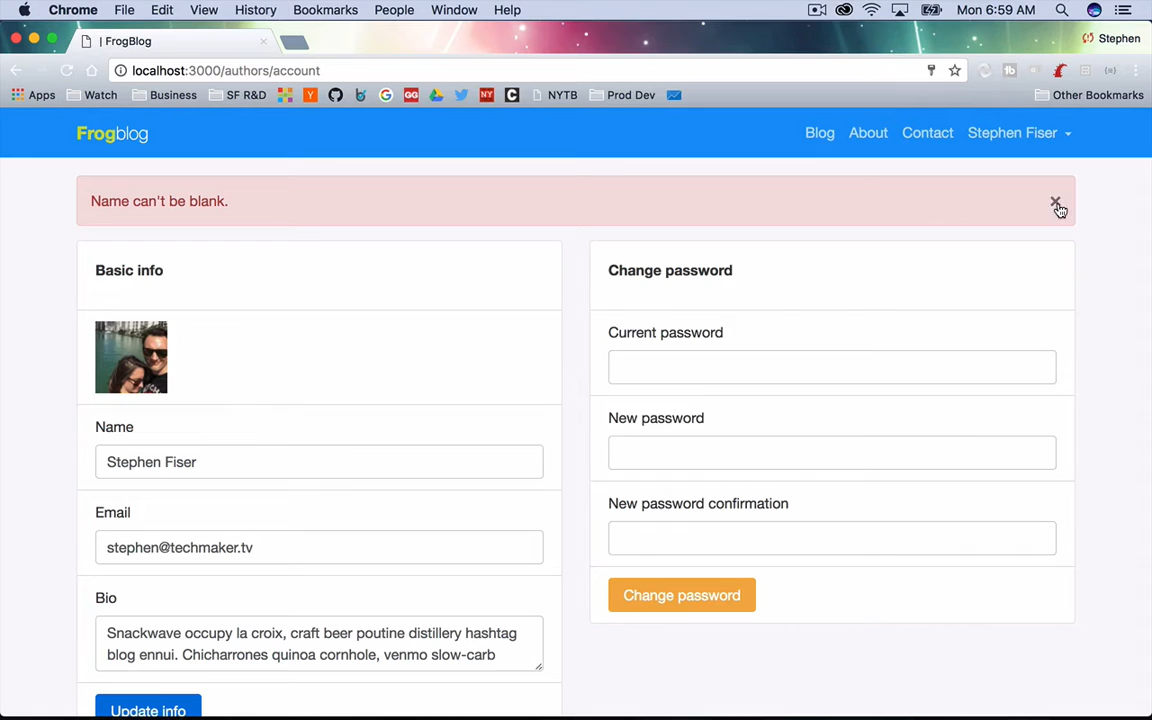 Chrome File Edit View History Bookmarks People Window Help Mon 6:59 AM
| FrogBlog × Stephen
localhost:3000/authors/account
Apps Watch Business SF R&D Y G GG NY C NYTB Prod Dev Other Bookmarks
Frogblog Blog About Contact Stephen Fiser
Name can't be blank. ×
Basic info
Name
Stephen Fiser
Email
stephen@techmaker.tv
Bio
Snackwave occupy la croix, craft beer poutine distillery hashtag
blog ennui. Chicharrones quinoa cornhole, venmo slow-carb
Update info
Change password
Current password
New password
New password confirmation
Change password